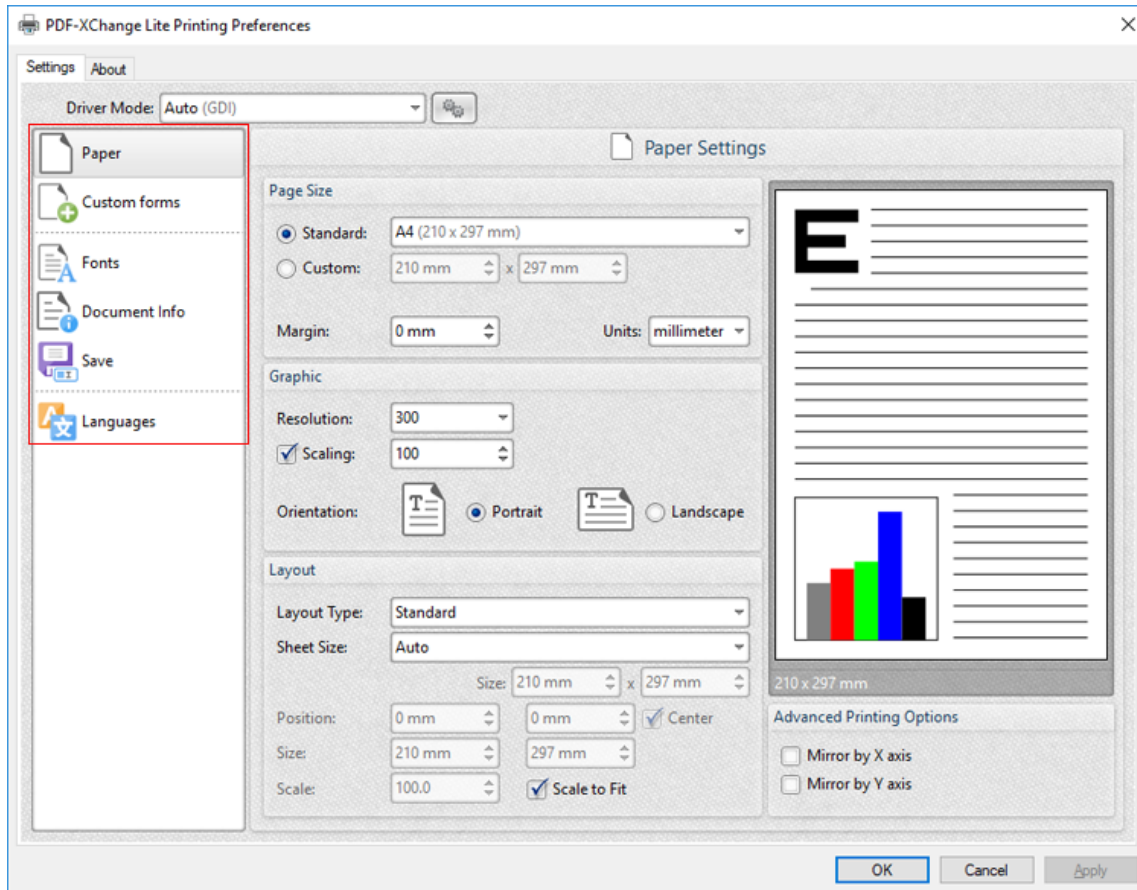 PDF-XChange Lite Printing Preferences
Settings About
Driver Mode: Auto (GDI)
Paper
Custom forms
Fonts
Document Info
Save
Languages
Paper Settings
Page Size
Standard: A4 (210 x 297 mm)
Custom: 210 mm x 297 mm
Margin: 0 mm Units: millimeter
Graphic
Resolution: 300
Scaling: 100
Orientation: T Portrait T Landscape
Layout
Layout Type: Standard
Sheet Size: Auto
Size: 210 mm x 297 mm
Position: 0 mm 0 mm Center
Size: 210 mm 297 mm
Scale: 100.0 Scale to Fit
E
210 x 297 mm
Advanced Printing Options
Mirror by X axis
Mirror by Y axis
OK Cancel Apply